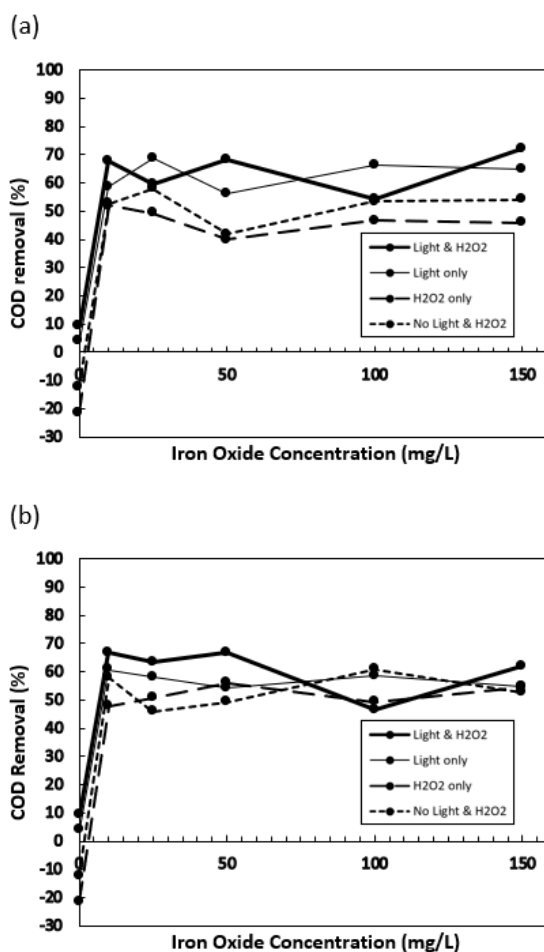 (a)
100
90
80
70
60
50
40
30
20
10
0
-10
-20
-30
COD removal (%)
0 50 100 150
Iron Oxide Concentration (mg/L)
Light & H2O2
Light only
H2O2 only
No Light & H2O2
(b)
100
90
80
70
60
50
40
30
20
10
0
-10
-20
-30
COD Removal (%)
0 50 100 150
Iron Oxide Concentration (mg/L)
Light & H2O2
Light only
H2O2 only
No Light & H2O2